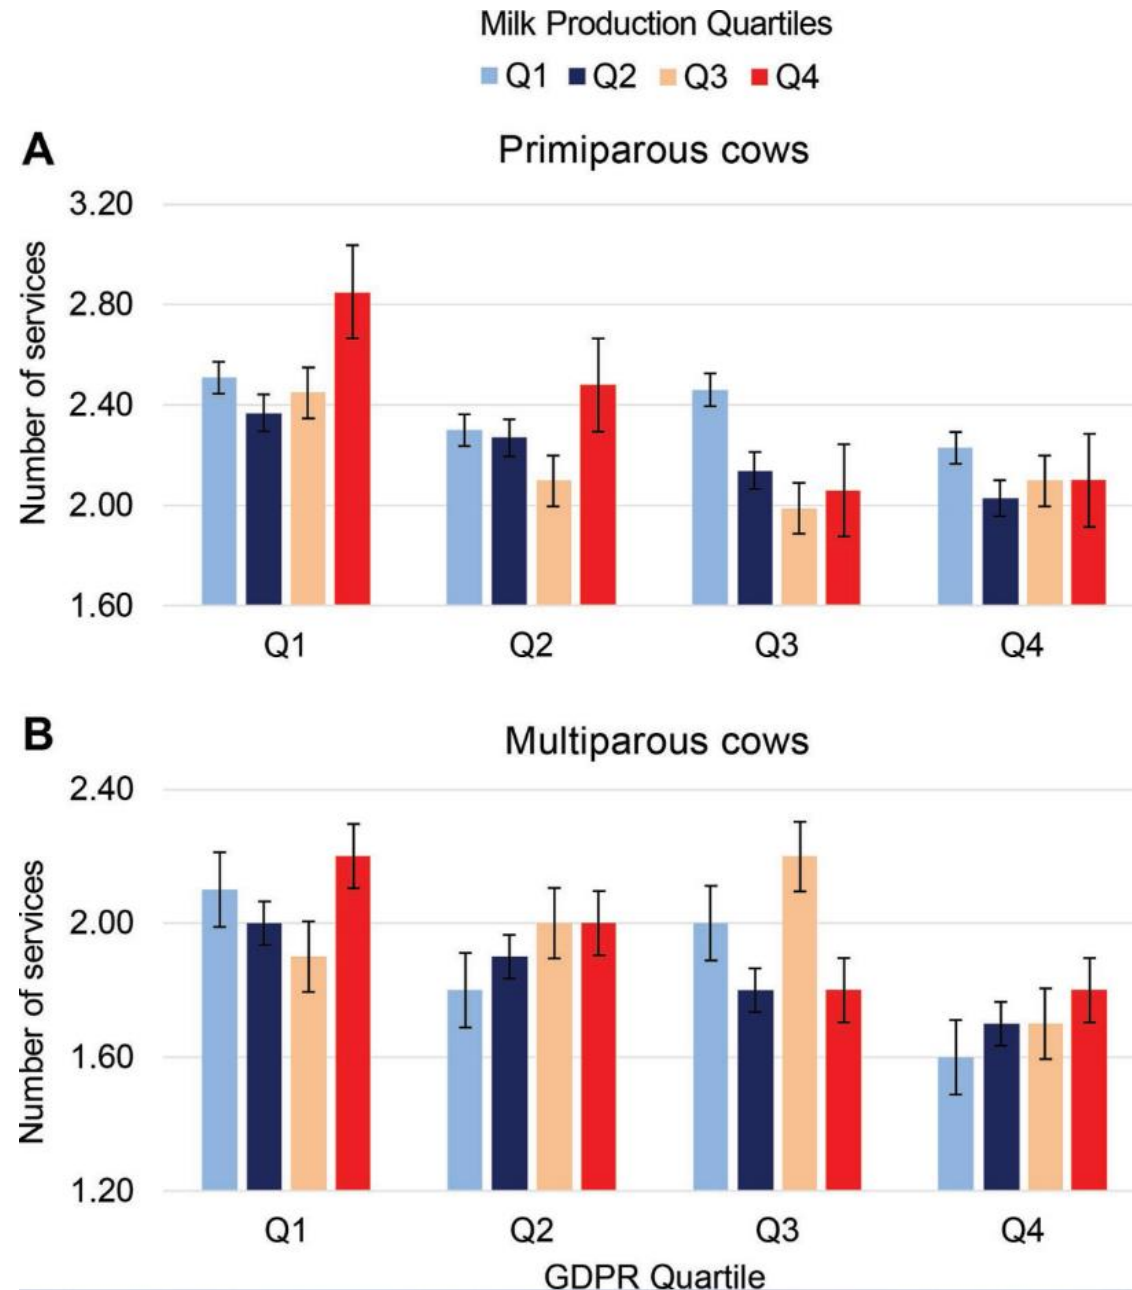 Milk Production Quartiles
Q1 Q2 Q3 Q4
A
Primiparous cows
Number of services
3.20
2.80
2.40
2.00
1.60
Q1 Q2 Q3 Q4
B
Multiparous cows
Number of services
2.40
2.00
1.60
1.20
Q1 Q2 Q3 Q4
GDPR Quartile